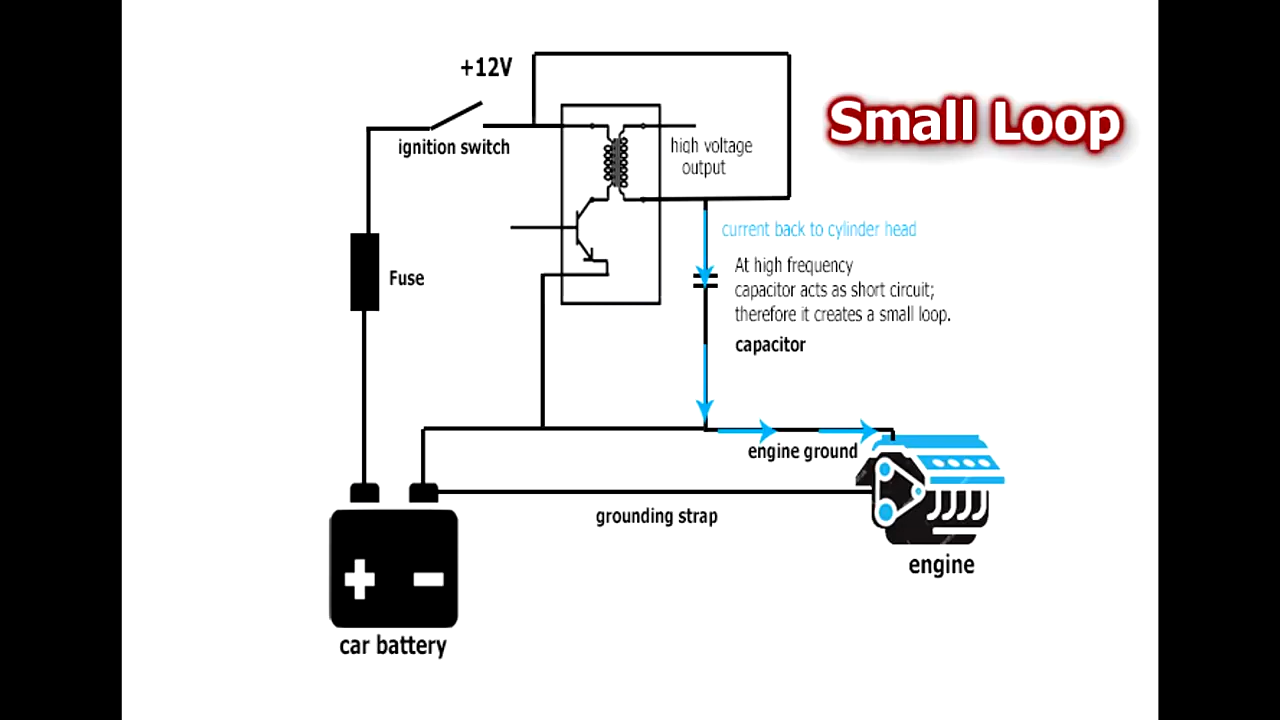 +12V
Small Loop
ignition switch
high voltage
output
current back to cylinder head
At high frequency
capacitor acts as short circuit;
therefore it creates a small loop.
Fuse
capacitor
engine ground
grounding strap
engine
car battery